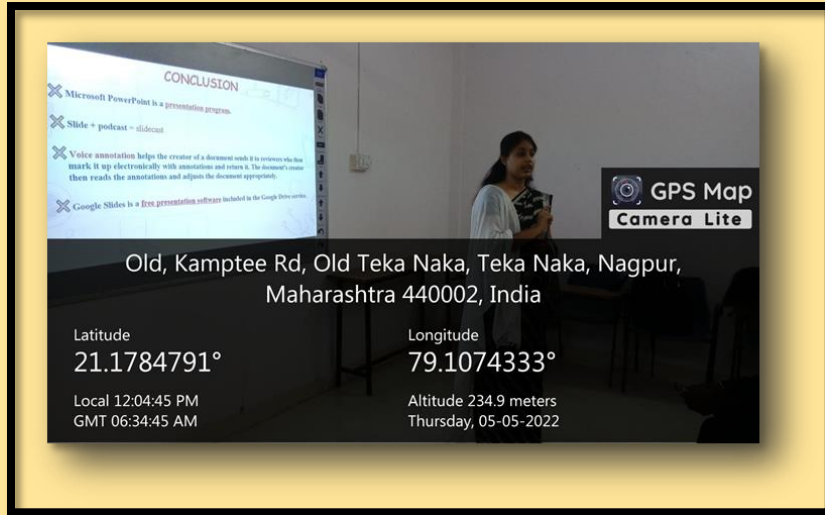 CONCLUSION
Microsoft PowerPoint is a presentation program.
Slide + podcast = slidecast
Voice annotation helps the creator of a document sends it to reviewers who then
mark it up electronically with annotations and return it. The document's creator
then reads the annotations and adjusts the document appropriately.
Google Slides is a free presentation software included in the Google Drive service.
GPS Map
Camera Lite
Old, Kamptee Rd, Old Teka Naka, Teka Naka, Nagpur,
Maharashtra 440002, India
Latitude
21.1784791°
Longitude
79.1074333°
Local 12:04:45 PM
GMT 06:34:45 AM
Altitude 234.9 meters
Thursday, 05-05-2022